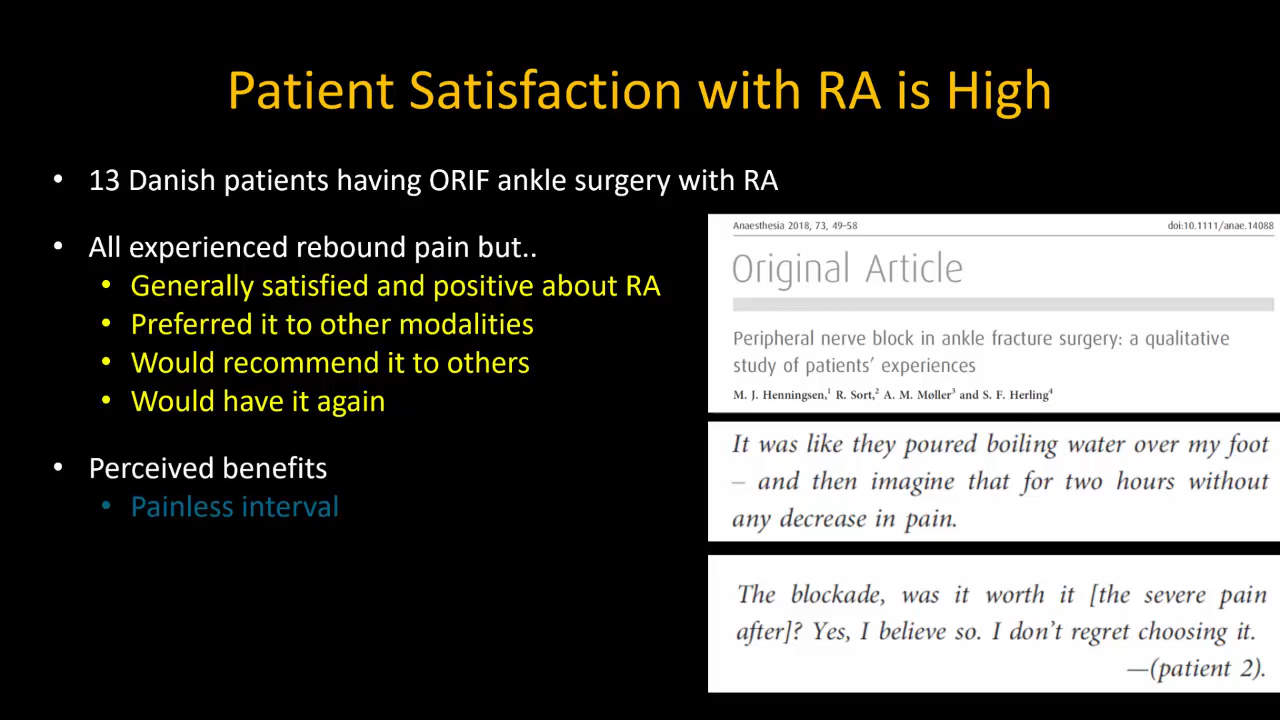 Patient Satisfaction with RA is High
• 13 Danish patients having ORIF ankle surgery with RA
• All experienced rebound pain but..
• Generally satisfied and positive about RA
• Preferred it to other modalities
• Would recommend it to others
• Would have it again
• Perceived benefits
• Painless interval
Anaesthesia 2018, 73, 49–58 doi:10.1111/anae.14088
Original Article
Peripheral nerve block in ankle fracture surgery: a qualitative
study of patients’ experiences
M. J. Henningsen,1 R. Sort,2 A. M. Møller3 and S. F. Herling4
It was like they poured boiling water over my foot
– and then imagine that for two hours without
any decrease in pain.
The blockade, was it worth it [the severe pain
after]? Yes, I believe so. I don’t regret choosing it.
—(patient 2).